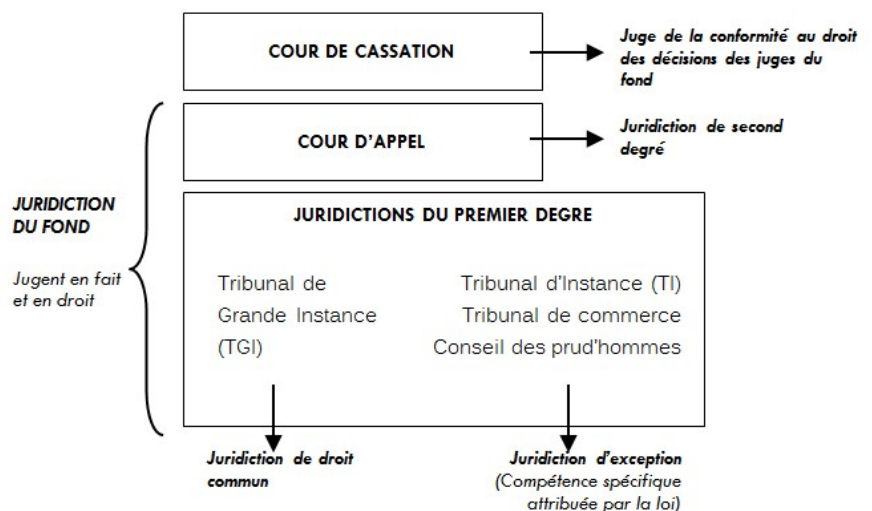 COUR DE CASSATION
Juge de la conformité au droit
des décisions des juges du
fond
COUR D’APPEL
Juridiction de second
degré
JURIDICTION
DU FOND
Jugent en fait
et en droit
JURIDICTIONS DU PREMIER DEGRE
Tribunal de
Grande Instance
(TGI)
Tribunal d'Instance (TI)
Tribunal de commerce
Conseil des prud'hommes
Juridiction de droit
commun
Juridiction d’exception
(Compétence spécifique
attribuée par la loi)